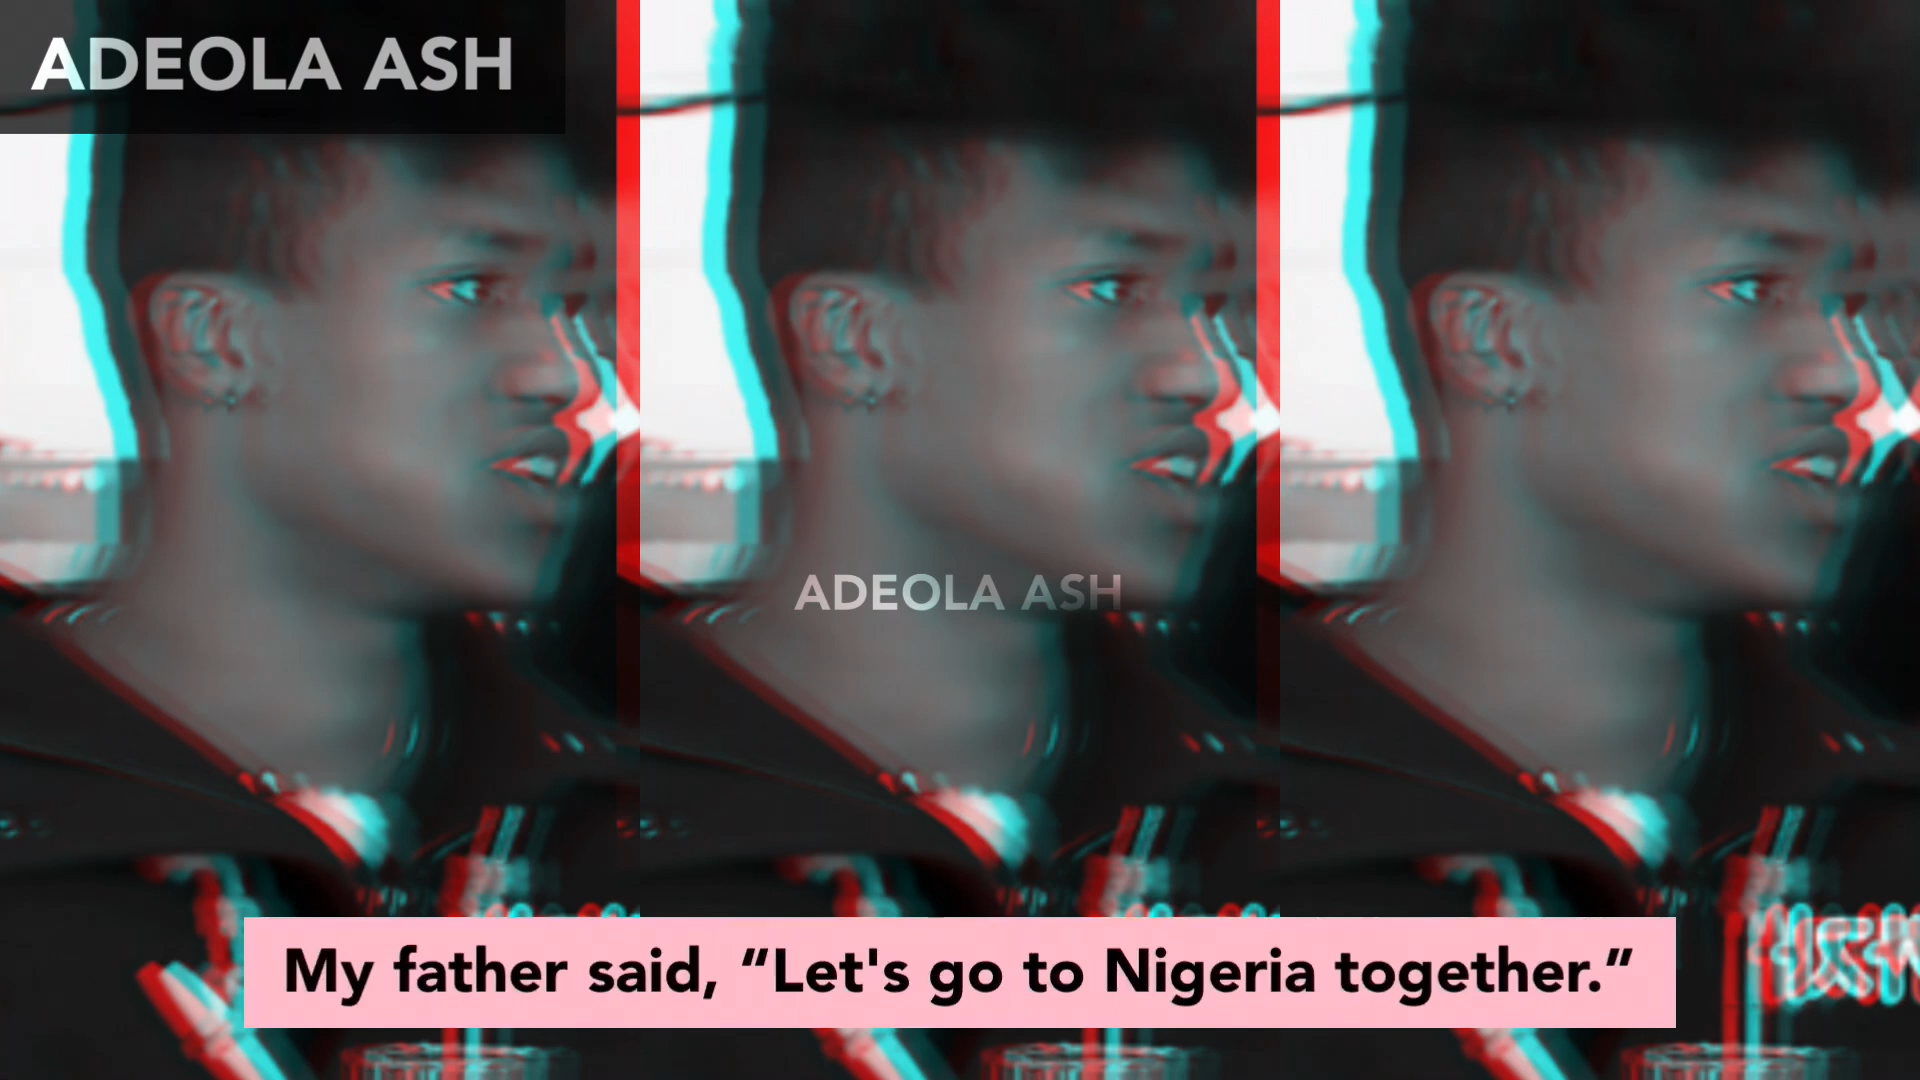 ADEOLA ASH
ADEOLA ASH
My father said, “Let's go to Nigeria together.”